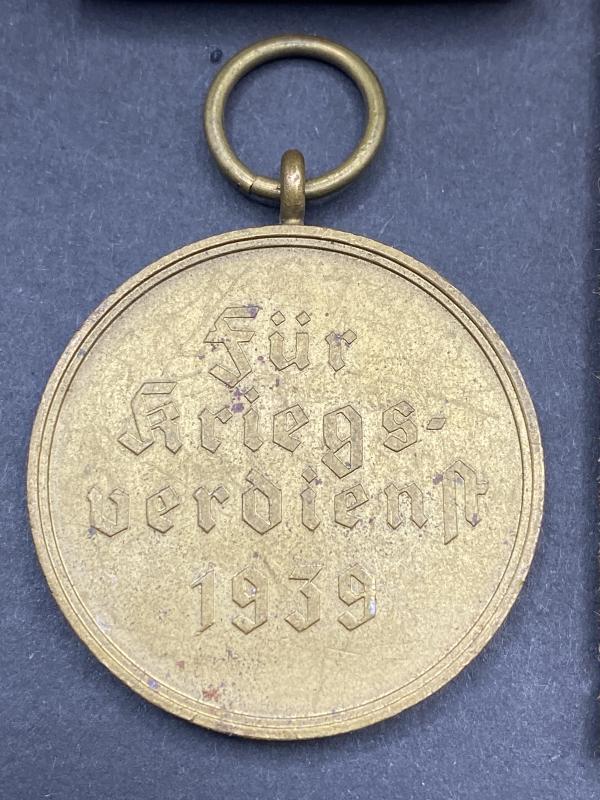 Für
Kriegs-
verdienſt
1939